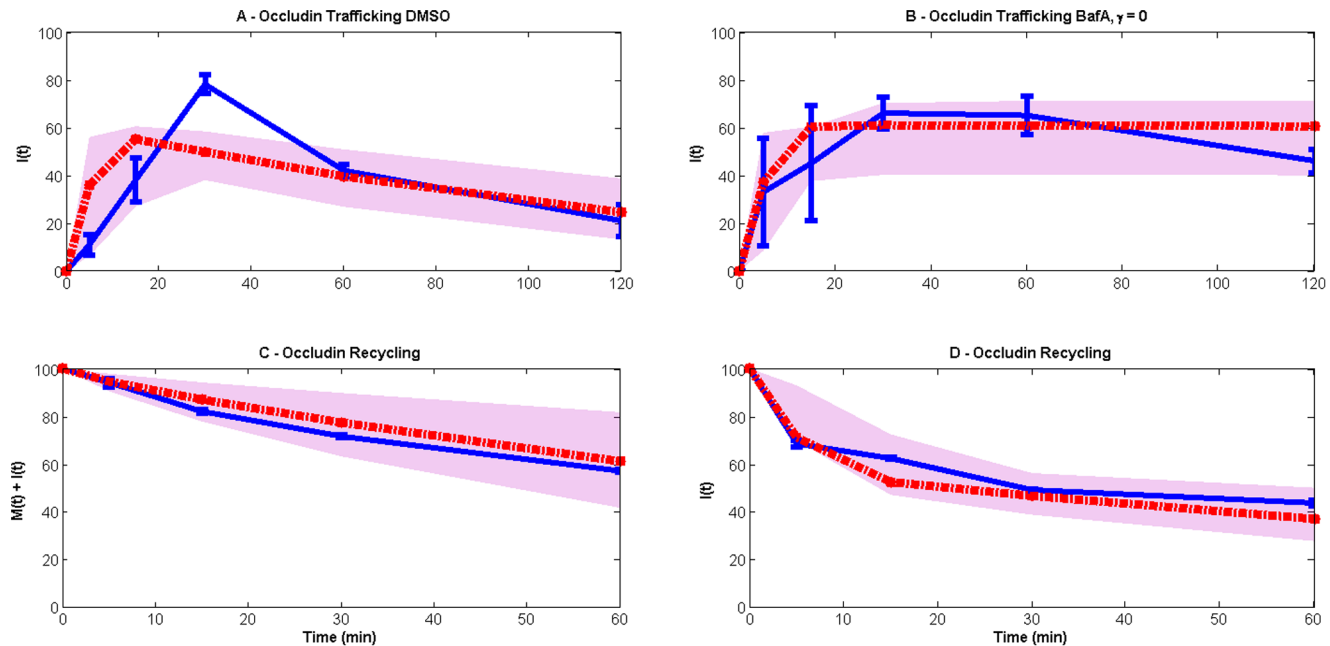 A - Occludin Trafficking DMSO
100
80
60
40
20
0
I(t)
0 20 40 60 80 100 120
B - Occludin Trafficking BafA, γ = 0
100
80
60
40
20
0
I(t)
0 20 40 60 80 100 120
C - Occludin Recycling
100
80
60
40
20
0
M(t) + I(t)
0 10 20 30 40 50 60
Time (min)
D - Occludin Recycling
100
80
60
40
20
0
I(t)
0 10 20 30 40 50 60
Time (min)